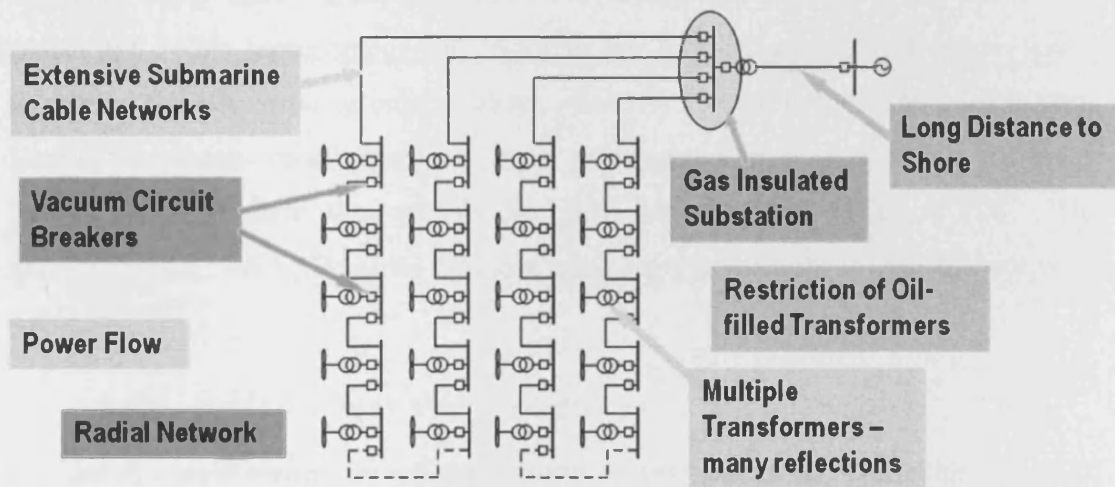 Extensive Submarine
Cable Networks
Vacuum Circuit
Breakers
Power Flow
Radial Network
Gas Insulated
Substation
Long Distance to
Shore
Restriction of Oil-
filled Transformers
Multiple
Transformers –
many reflections